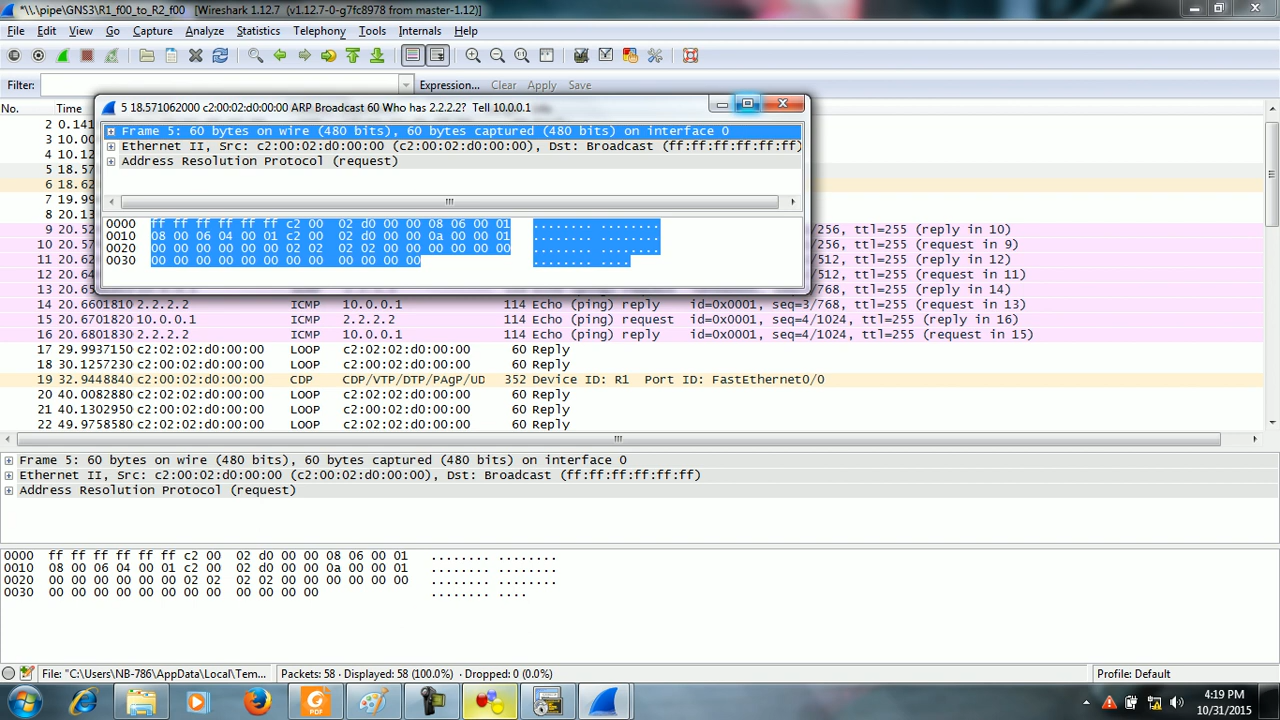 *\\.\pipe\GNS3\R1_f00_to_R2_f00 [Wireshark 1.12.7 (v1.12.7-0-g7fc8978 from master-1.12)]
File Edit View Go Capture Analyze Statistics Telephony Tools Internals Help
Filter: Expression... Clear Apply Save
No. Time
5 18.571062000 c2:00:02:d0:00:00 ARP Broadcast 60 Who has 2.2.2.2? Tell 10.0.0.1
Frame 5: 60 bytes on wire (480 bits), 60 bytes captured (480 bits) on interface 0
Ethernet II, Src: c2:00:02:d0:00:00 (c2:00:02:d0:00:00), Dst: Broadcast (ff:ff:ff:ff:ff:ff)
Address Resolution Protocol (request)
0000 ff ff ff ff ff ff c2 00 02 d0 00 00 08 06 00 01 ........ ........
0010 08 00 06 04 00 01 c2 00 02 d0 00 00 0a 00 00 01 ........ ........
0020 00 00 00 00 00 00 02 02 02 02 00 00 00 00 00 00 ........ ........
0030 00 00 00 00 00 00 00 00 00 00 00 00 ........ ....
2 0.141
3 10.00
4 10.12
5 18.57
6 18.62
7 19.99
8 20.13
9 20.52 /256, ttl=255 (reply in 10)
10 20.57 /256, ttl=255 (request in 9)
11 20.6 /512, ttl=255 (reply in 12)
12 20.64 /512, ttl=255 (request in 11)
13 20.65 seq=3/768, ttl=255 (reply in 14)
14 20.6601810 2.2.2.2 ICMP 10.0.0.1 114 Echo (ping) reply id=0x0001, seq=3/768, ttl=255 (request in 13)
15 20.6701820 10.0.0.1 ICMP 2.2.2.2 114 Echo (ping) request id=0x0001, seq=4/1024, ttl=255 (reply in 16)
16 20.6801830 2.2.2.2 ICMP 10.0.0.1 114 Echo (ping) reply id=0x0001, seq=4/1024, ttl=255 (request in 15)
17 29.9937150 c2:02:02:d0:00:00 LOOP c2:02:02:d0:00:00 60 Reply
18 30.1257230 c2:00:02:d0:00:00 LOOP c2:00:02:d0:00:00 60 Reply
19 32.9448840 c2:00:02:d0:00:00 CDP CDP/VTP/DTP/PAgP/UD 352 Device ID: R1 Port ID: FastEthernet0/0
20 40.0082880 c2:02:02:d0:00:00 LOOP c2:02:02:d0:00:00 60 Reply
21 40.1302950 c2:00:02:d0:00:00 LOOP c2:00:02:d0:00:00 60 Reply
22 49.9758580 c2:02:02:d0:00:00 LOOP c2:02:02:d0:00:00 60 Reply
Frame 5: 60 bytes on wire (480 bits), 60 bytes captured (480 bits) on interface 0
Ethernet II, Src: c2:00:02:d0:00:00 (c2:00:02:d0:00:00), Dst: Broadcast (ff:ff:ff:ff:ff:ff)
Address Resolution Protocol (request)
0000 ff ff ff ff ff ff c2 00 02 d0 00 00 08 06 00 01 ........ ........
0010 08 00 06 04 00 01 c2 00 02 d0 00 00 0a 00 00 01 ........ ........
0020 00 00 00 00 00 00 02 02 02 02 00 00 00 00 00 00 ........ ........
0030 00 00 00 00 00 00 00 00 00 00 00 00 ........ ....
File: "C:\Users\NB-786\AppData\Local\Tem... Packets: 58 · Displayed: 58 (100.0%) · Dropped: 0 (0.0%) Profile: Default
PDF
4:19 PM
10/31/2015